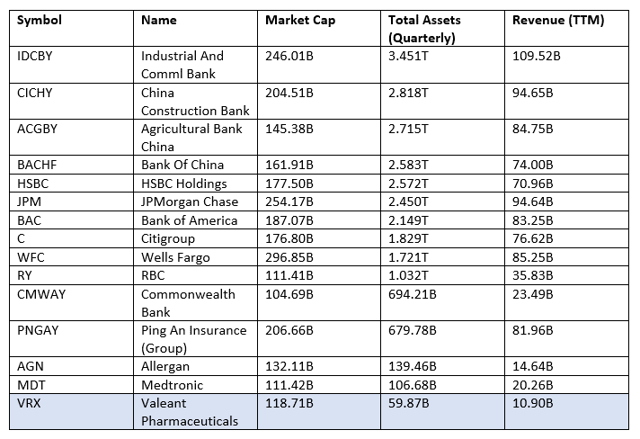 Symbol Name Market Cap Total Assets Revenue (TTM)
(Quarterly)
IDCBY Industrial And 246.01B 3.451T 109.52B
Comml Bank
CICHY China 204.51B 2.818T 94.65B
Construction Bank
ACGBY Agricultural Bank 145.38B 2.715T 84.75B
China
BACHF Bank Of China 161.91B 2.583T 74.00B
HSBC HSBC Holdings 177.50B 2.572T 70.96B
JPM JPMorgan Chase 254.17B 2.450T 94.64B
BAC Bank of America 187.07B 2.149T 83.25B
C Citigroup 176.80B 1.829T 76.62B
WFC Wells Fargo 296.85B 1.721T 85.25B
RY RBC 111.41B 1.032T 35.83B
CMWAY Commonwealth 104.69B 694.21B 23.49B
Bank
PNGAY Ping An Insurance 206.66B 679.78B 81.96B
(Group)
AGN Allergan 132.11B 139.46B 14.64B
MDT Medtronic 111.42B 106.68B 20.26B
VRX Valeant 118.71B 59.87B 10.90B
Pharmaceuticals